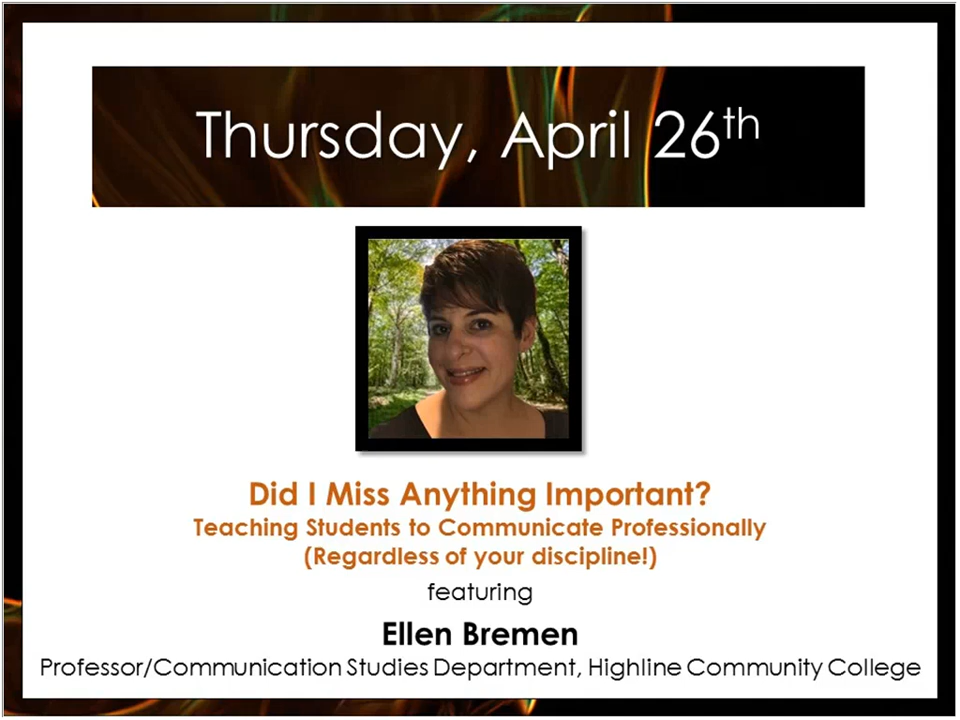 Thursday, April 26th
Did I Miss Anything Important?
Teaching Students to Communicate Professionally
(Regardless of your discipline!)
featuring
Ellen Bremen
Professor/Communication Studies Department, Highline Community College